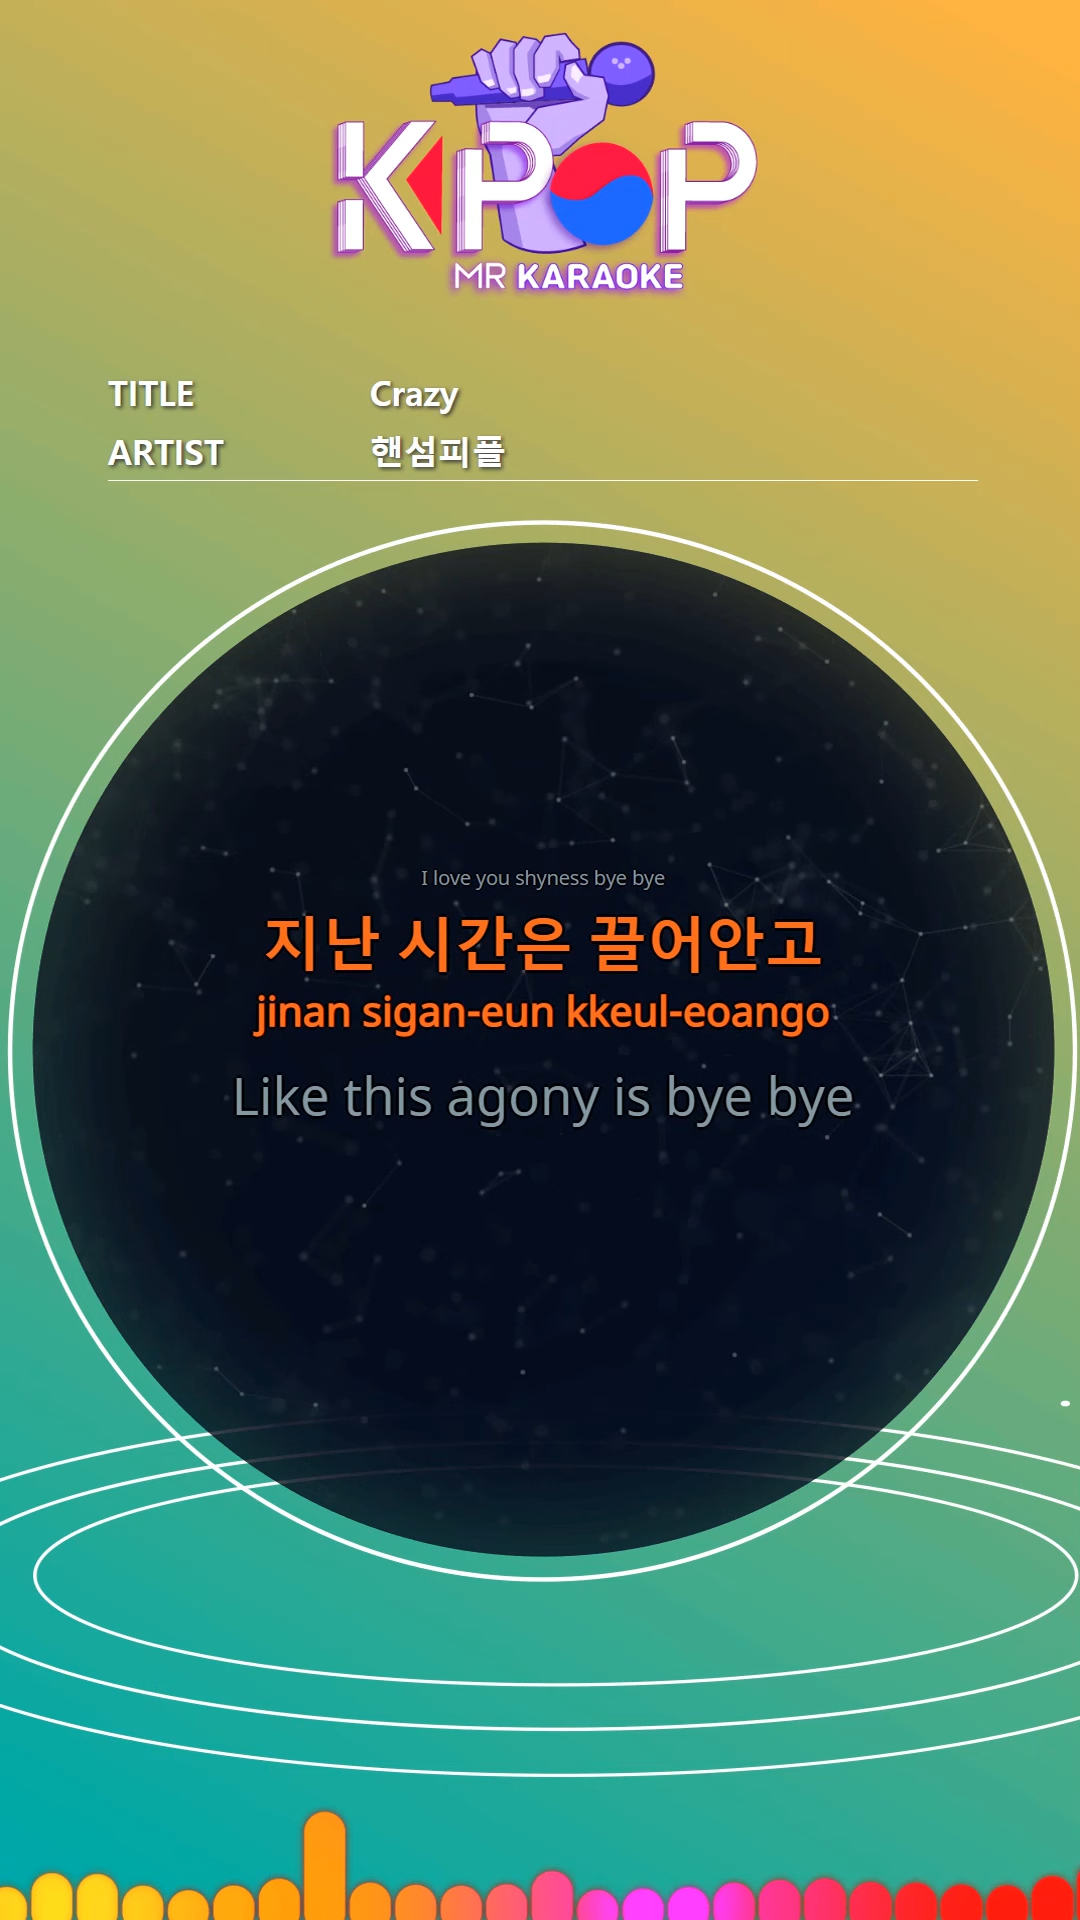 KPOP
MR KARAOKE
TITLE Crazy
ARTIST 핸섬피플
I love you shyness bye bye
지난 시간은 끌어안고
jinan sigan-eun kkeul-eoango
Like this agony is bye bye